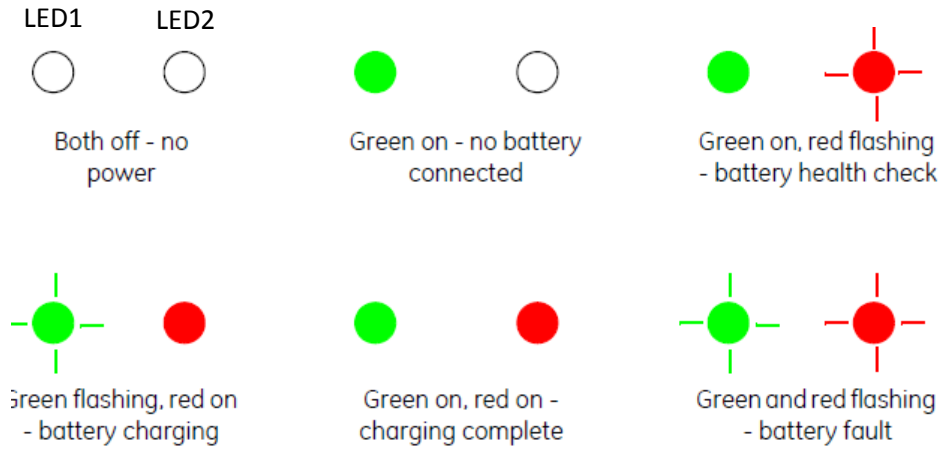 LED1 LED2
Both off - no
power
Green on - no battery
connected
Green on, red flashing
- battery health check
Green flashing, red on
- battery charging
Green on, red on -
charging complete
Green and red flashing
- battery fault